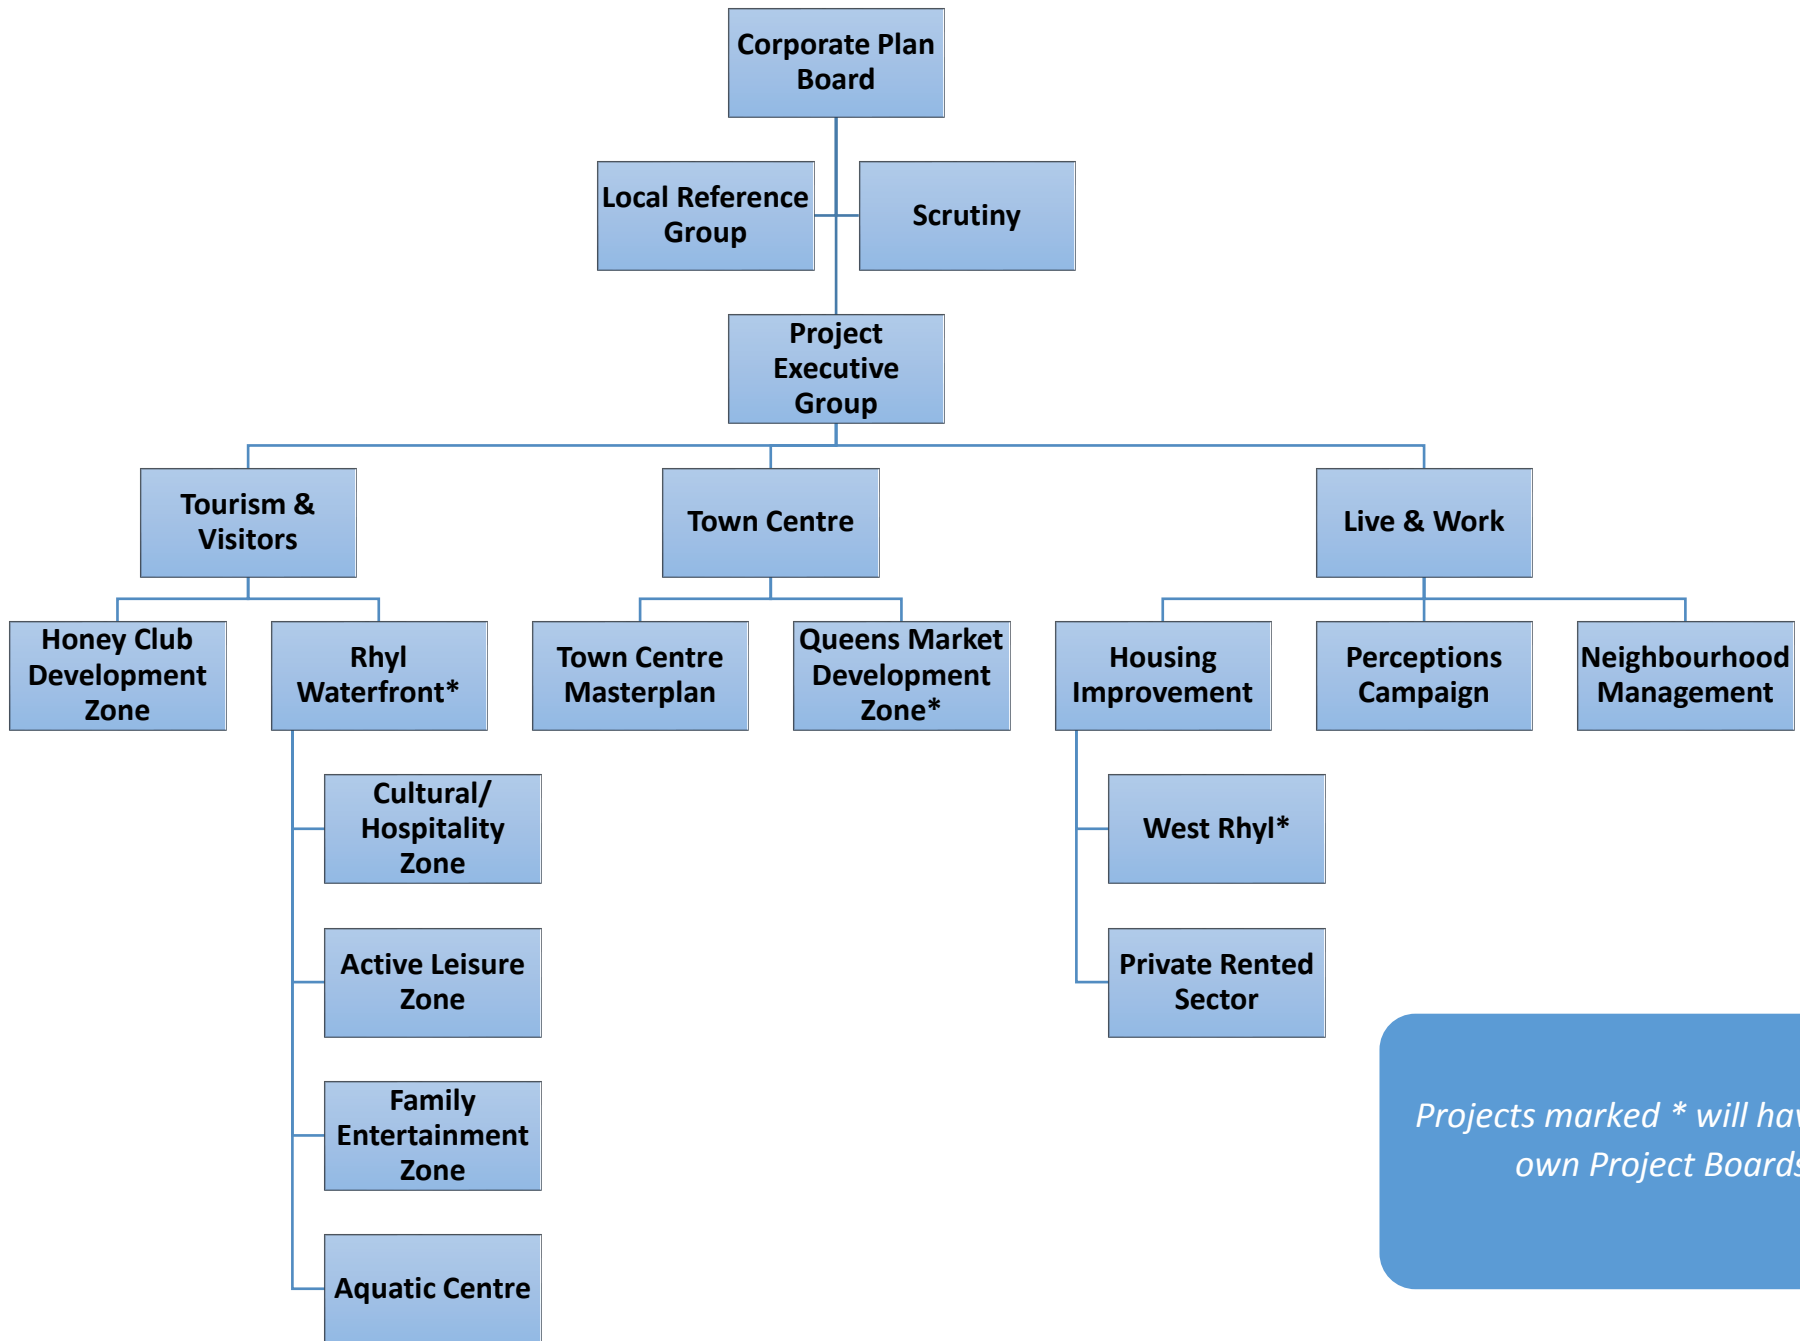 Corporate Plan
Board
Local Reference
Group
Scrutiny
Project
Executive
Group
Tourism &
Visitors
Town Centre
Live & Work
Honey Club
Development
Zone
Rhyl
Waterfront*
Town Centre
Masterplan
Queens Market
Development
Zone*
Housing
Improvement
Perceptions
Campaign
Neighbourhood
Management
Cultural/
Hospitality
Zone
West Rhyl*
Active Leisure
Zone
Private Rented
Sector
Family
Entertainment
Zone
Aquatic Centre
Projects marked * will
own Project Boards